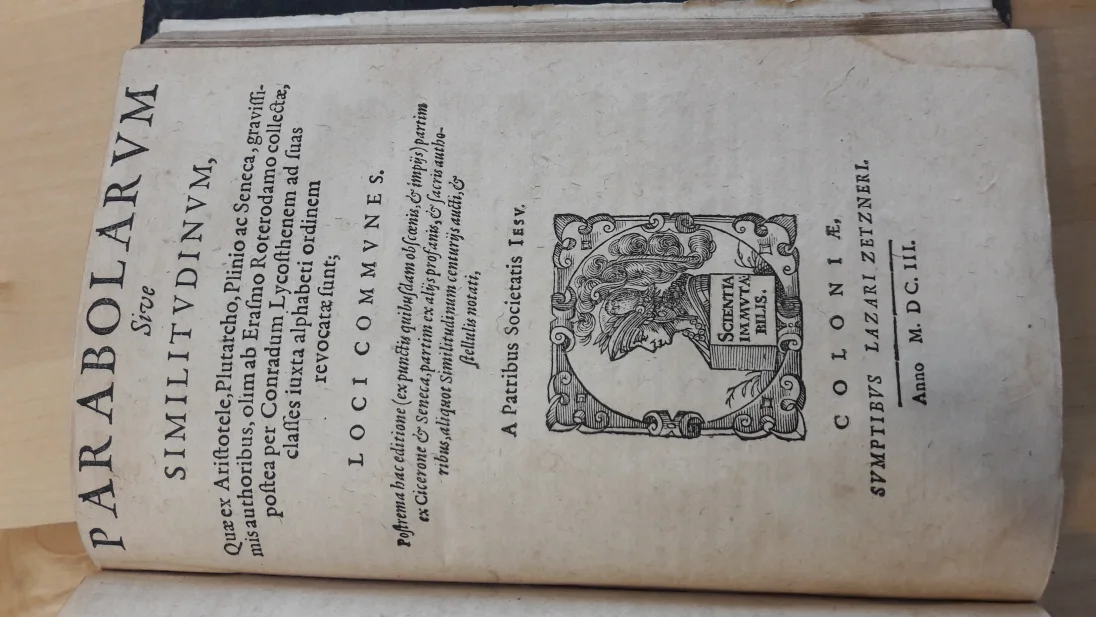 PARABOLARVM
Sive
SIMILITVDINVM,
Quæ ex Ariſtotele, Plutarcho, Plinio ac Seneca, graviſſi-
mis authoribus, olim ab Eraſmo Roterodamo collectæ,
poſtea per Conradum Lycoſthenem ad ſuas
claſſes iuxta alphabeti ordinem
revocatæ ſunt;
LOCI COMMVNES.
Poſtrema hac editione (ex punctis quibuſdam obſcœnis, & impijs) partim
ex Cicerone & Seneca, partim ex alijs profanis, & ſacris autho-
ribus, aliquot Similitudinum centurijs aucti, &
ſtellulis notati;
A Patribus Societatis IESV.
SCIENTIA
IMMVTA
BILIS.
COLONIÆ,
SVMPTIBVS LAZARI ZETZNERI.
Anno M. DC. III.